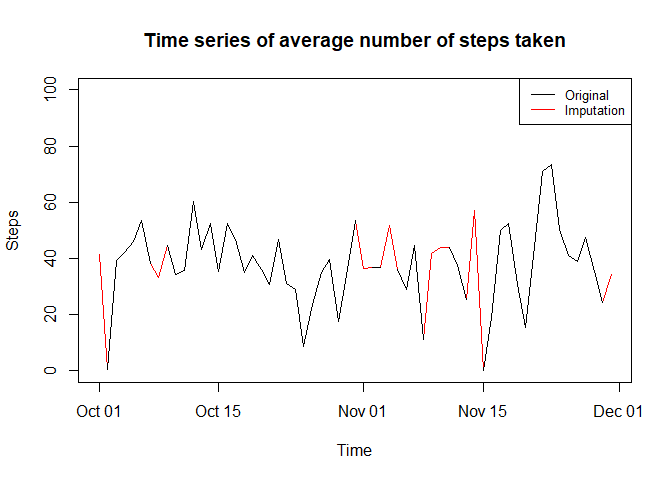 Time series of average number of steps taken
Original
Imputation
100
80
60
40
20
0
Steps
Oct 01
Oct 15
Nov 01
Nov 15
Dec 01
Time